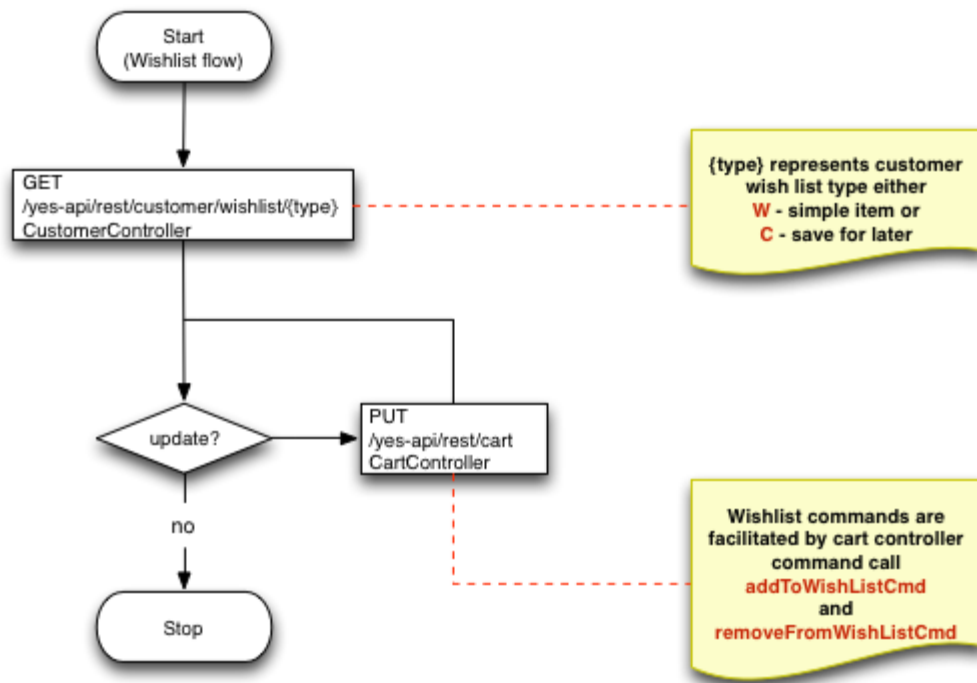 Start
(Wishlist flow)
GET
/yes-api/rest/customer/wishlist/{type}
CustomerController
{type} represents customer
wish list type either
W - simple item or
C - save for later
update?
PUT
/yes-api/rest/cart
CartController
no
Wishlist commands are
facilitated by cart controller
command call
addToWishListCmd
and
removeFromWishListCmd
Stop